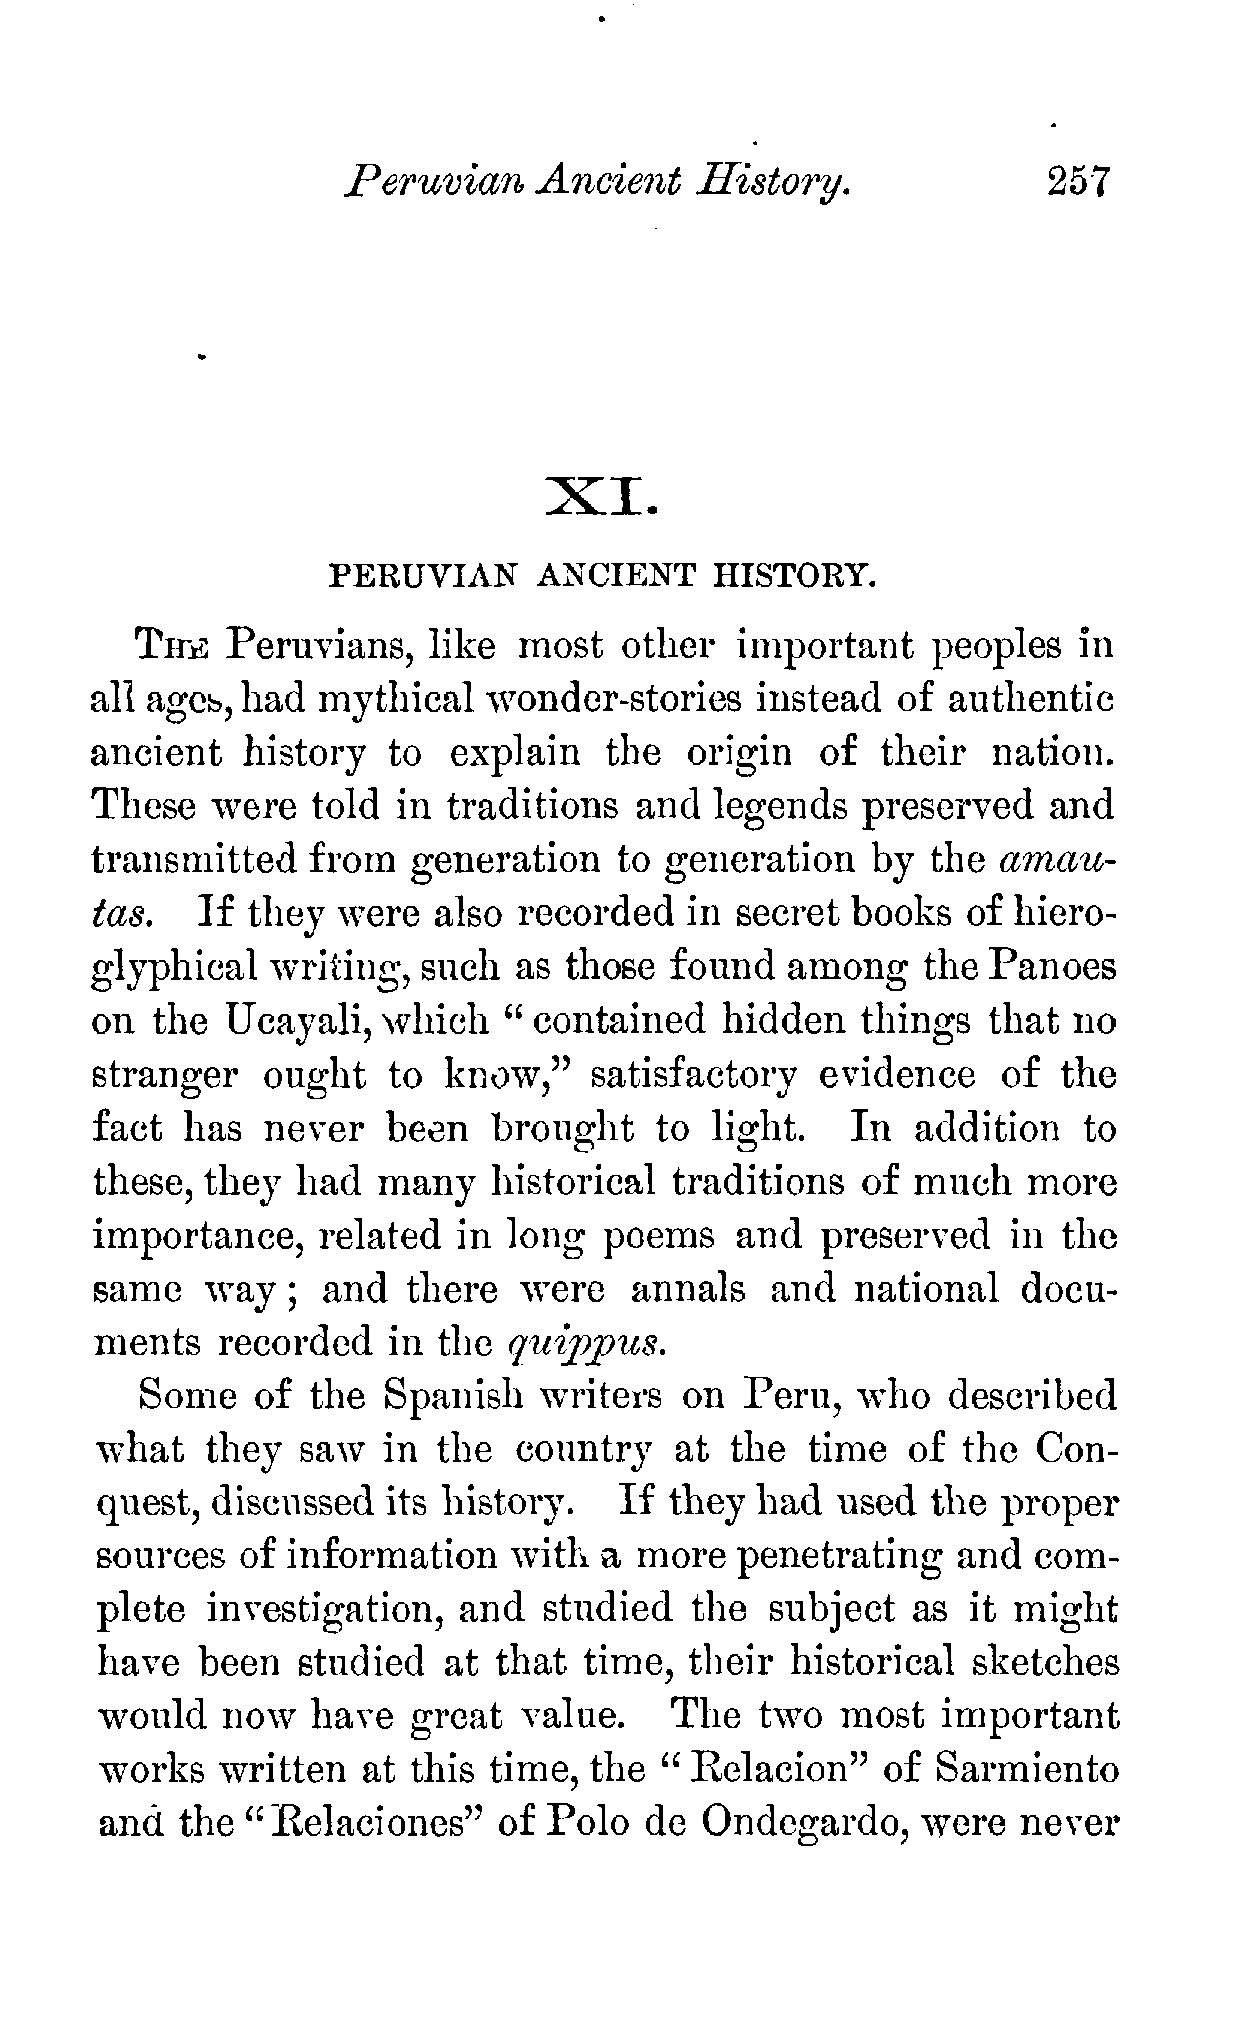 Peruvian Ancient History. 257
XI.
PERUVIAN ANCIENT HISTORY.
THE Peruvians, like most other important peoples in
all ages, had mythical wonder-stories instead of authentic
ancient history to explain the origin of their nation.
These were told in traditions and legends preserved and
transmitted from generation to generation by the amau-
tas. If they were also recorded in secret books of hiero-
glyphical writing, such as those found among the Panoes
on the Ucayali, which “ contained hidden things that no
stranger ought to know,” satisfactory evidence of the
fact has never been brought to light. In addition to
these, they had many historical traditions of much more
importance, related in long poems and preserved in the
same way ; and there were annals and national docu-
ments recorded in the quippus.
Some of the Spanish writers on Peru, who described
what they saw in the country at the time of the Con-
quest, discussed its history. If they had used the proper
sources of information with a more penetrating and com-
plete investigation, and studied the subject as it might
have been studied at that time, their historical sketches
would now have great value. The two most important
works written at this time, the “ Relacion” of Sarmiento
and the “Relaciones” of Polo de Ondegardo, were never